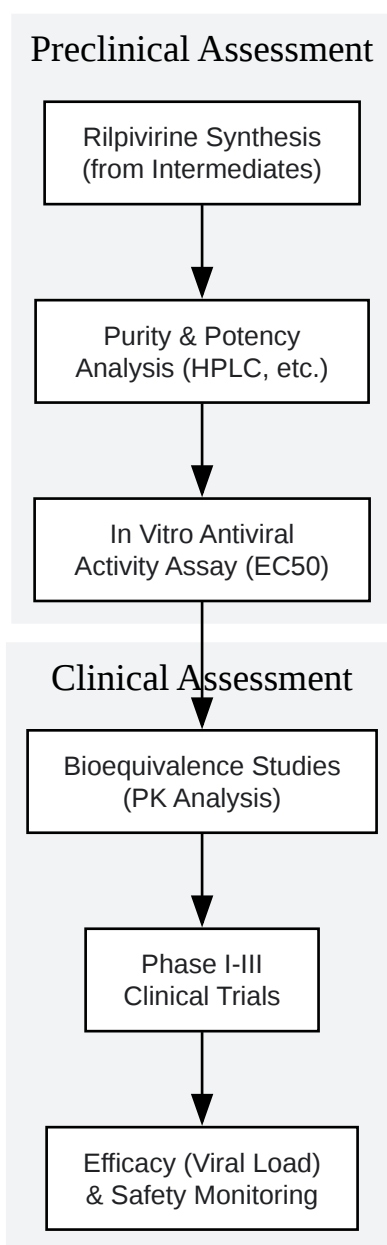 Preclinical Assessment
Rilpivirine Synthesis
(from Intermediates)
Purity & Potency
Analysis (HPLC, etc.)
In Vitro Antiviral
Activity Assay (EC50)
Clinical Assessment
Bioequivalence Studies
(PK Analysis)
Phase I-III
Clinical Trials
Efficacy (Viral Load)
& Safety Monitoring